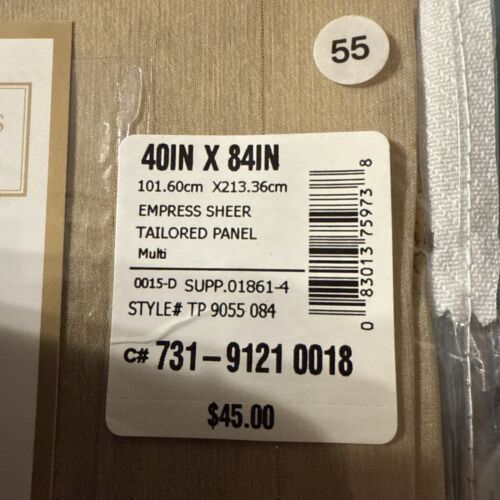 55
S
40IN X 84IN
101.60cm X213.36cm
EMPRESS SHEER
TAILORED PANEL
Multi
0015-D SUPP.01861-4
STYLE# TP 9055 084
C# 731-9121 0018
$45.00
0 83013 75973 8